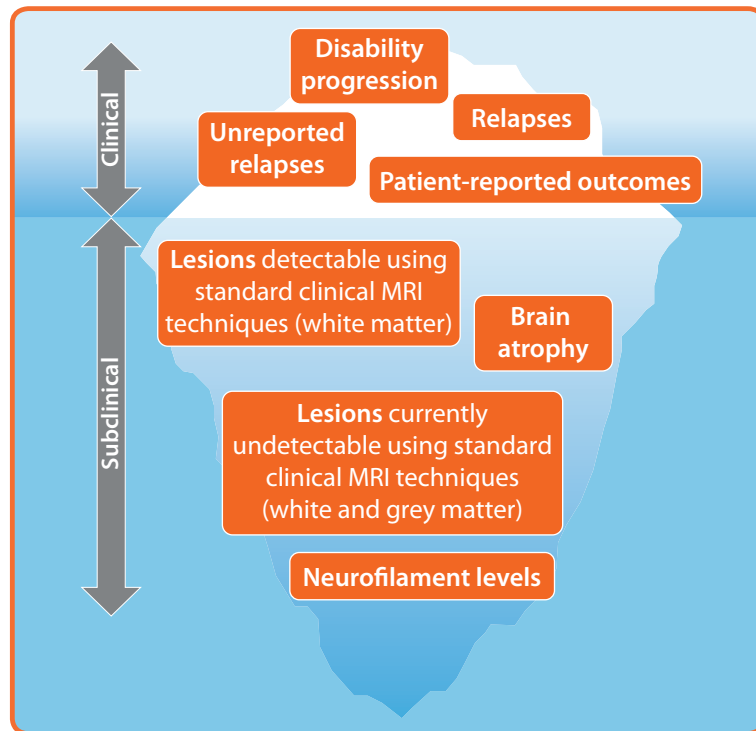 Clinical
Disability
progression
Relapses
Unreported
relapses
Patient-reported outcomes
Subclinical
Lesions detectable using
standard clinical MRI
techniques (white matter)
Brain
atrophy
Lesions currently
undetectable using standard
clinical MRI techniques
(white and grey matter)
Neurofilament levels